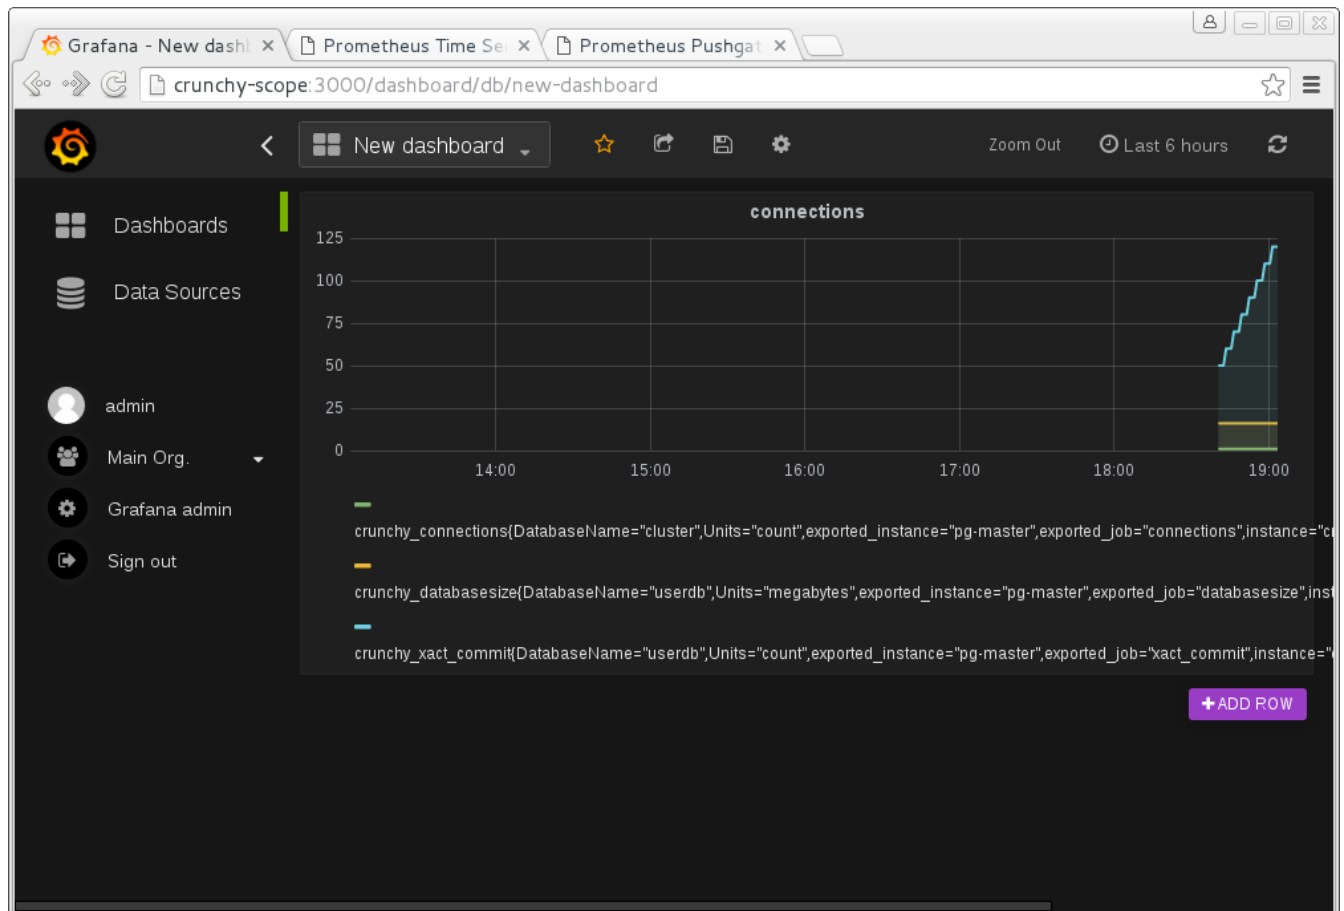 Grafana - New dash
Prometheus Time Se
Prometheus Pushgat
crunchy-scope:3000/dashboard/db/new-dashboard
New dashboard
Zoom Out
Last 6 hours
Dashboards
Data Sources
admin
Main Org.
Grafana admin
Sign out
connections
125
100
75
50
25
0
14:00 15:00 16:00 17:00 18:00 19:00
crunchy_connections{DatabaseName="cluster",Units="count",exported_instance="pg-master",exported_job="connections",instance="cr
crunchy_databasesize{DatabaseName="userdb",Units="megabytes",exported_instance="pg-master",exported_job="databasesize",inst
crunchy_xact_commit{DatabaseName="userdb",Units="count",exported_instance="pg-master",exported_job="xact_commit",instance="
+ADD ROW